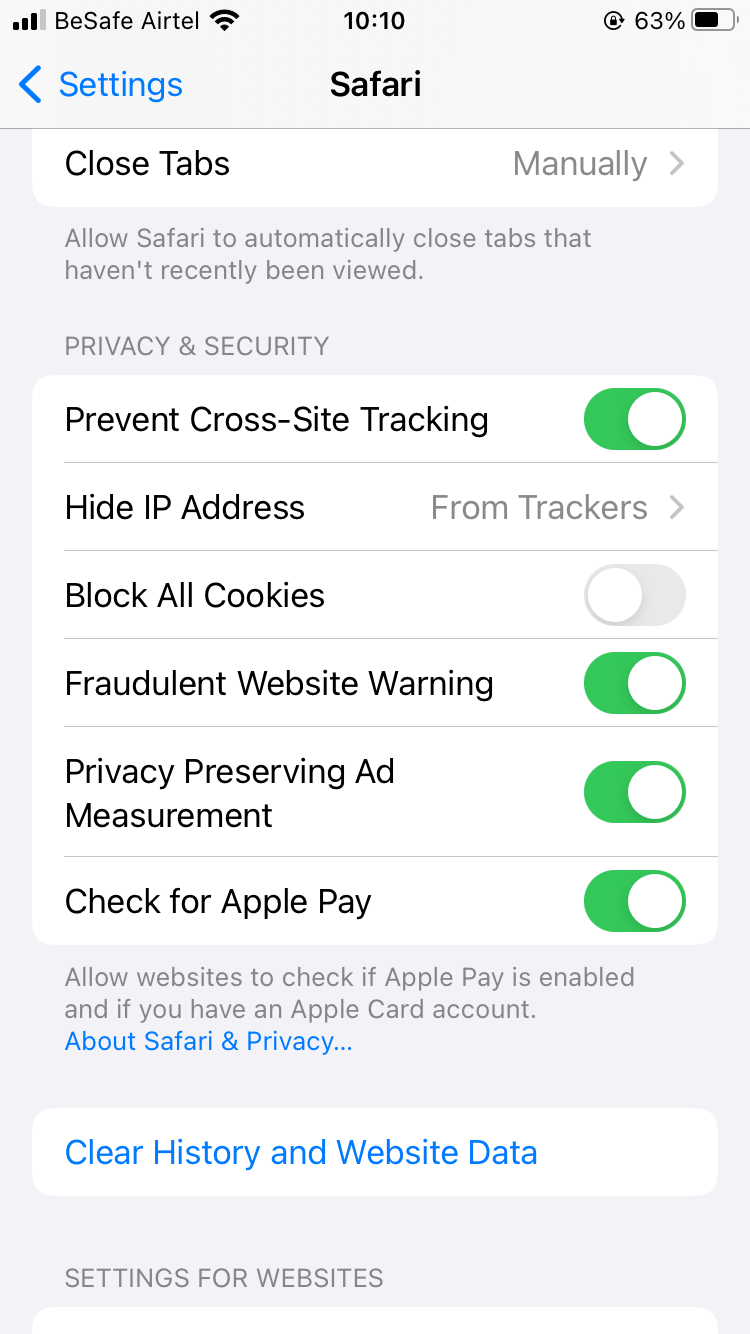 BeSafe Airtel 10:10 63%
Settings Safari
Close Tabs Manually
Allow Safari to automatically close tabs that
haven't recently been viewed.
PRIVACY & SECURITY
Prevent Cross-Site Tracking
Hide IP Address From Trackers
Block All Cookies
Fraudulent Website Warning
Privacy Preserving Ad
Measurement
Check for Apple Pay
Allow websites to check if Apple Pay is enabled
and if you have an Apple Card account.
About Safari & Privacy...
Clear History and Website Data
SETTINGS FOR WEBSITES